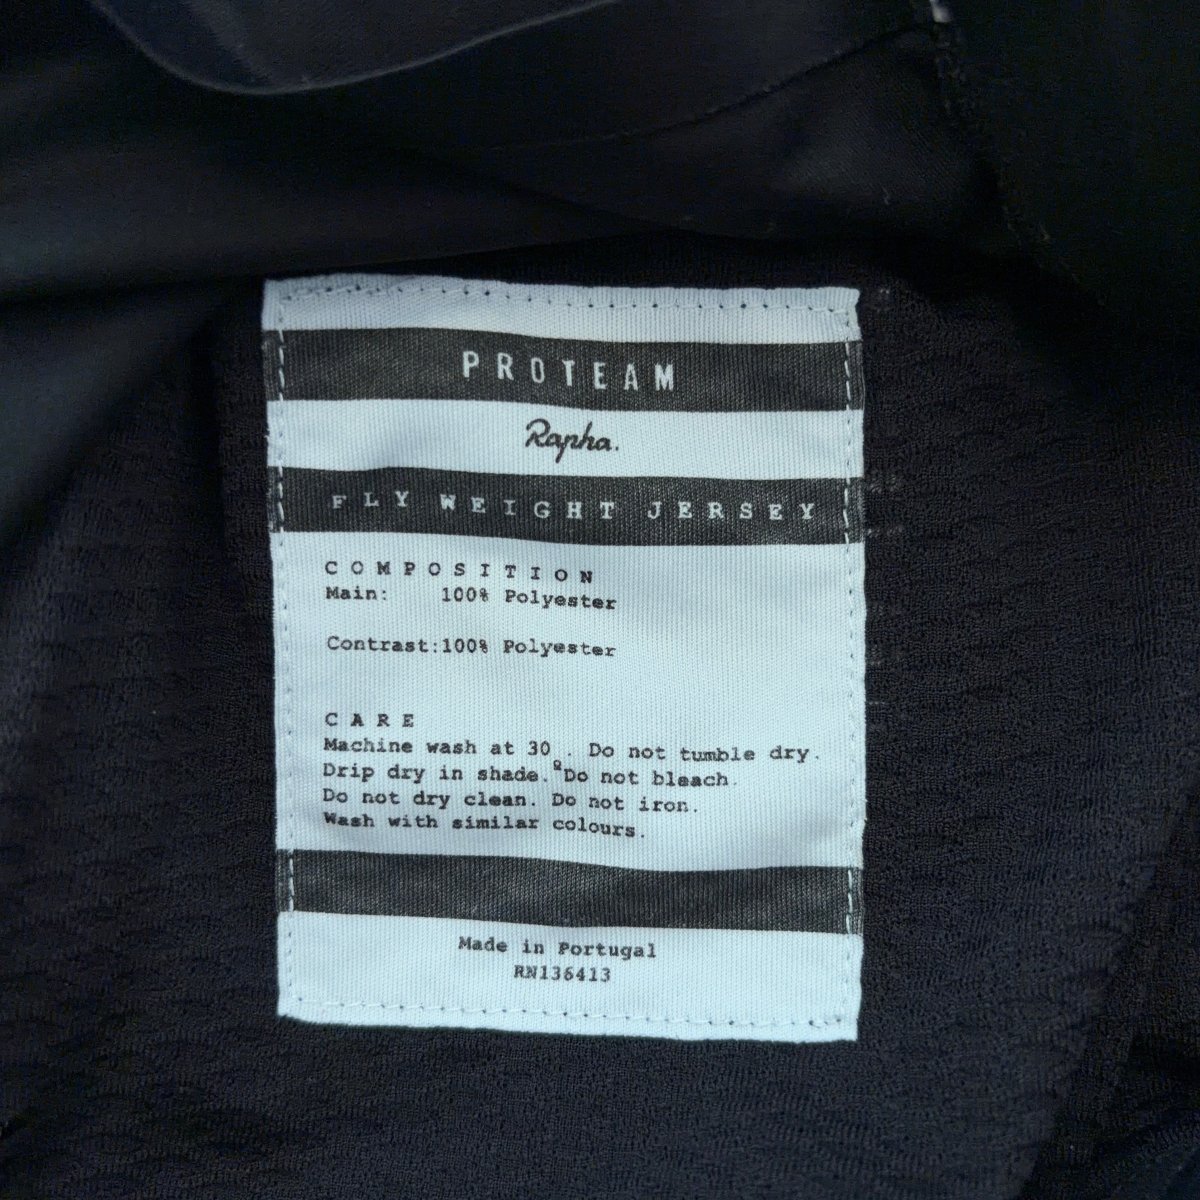 PROTEAM
Rapha.
FLY WEIGHT JERSEY
COMPOSITION
Main: 100% Polyester
Contrast:100% Polyester
CARE
Machine wash at 30 . Do not tumble dry.
Drip dry in shade.ºDo not bleach.
Do not dry clean. Do not iron.
Wash with similar colours.
Made in Portugal
RN136413